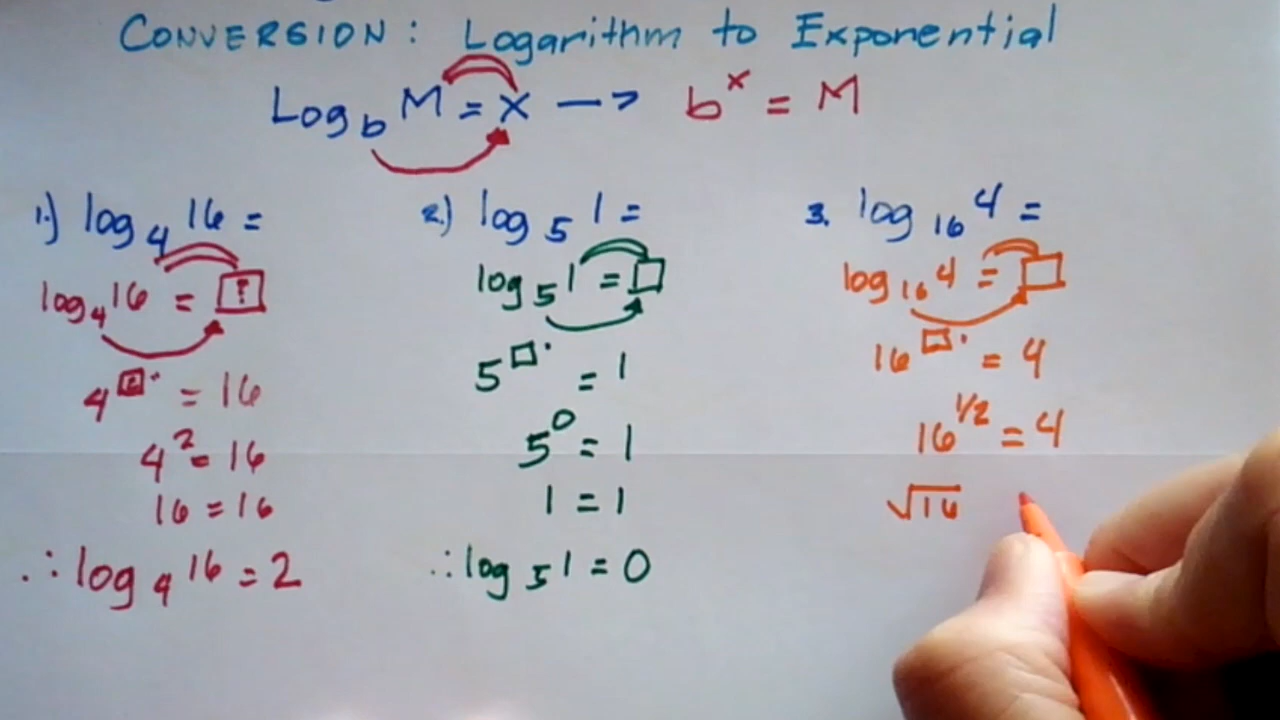 CONVERSION: Logarithm to Exponential
Log_b M = x → b^x = M
1.) log_4 16 =
log_4 16 = ?
4^? = 16
4^2 = 16
16 = 16
∴ log_4 16 = 2
2.) log_5 1 =
log_5 1 = □
5^□ = 1
5^0 = 1
1 = 1
∴ log_5 1 = 0
3. log_16 4 =
log_16 4 = □
16^□ = 4
16^1/2 = 4
√16